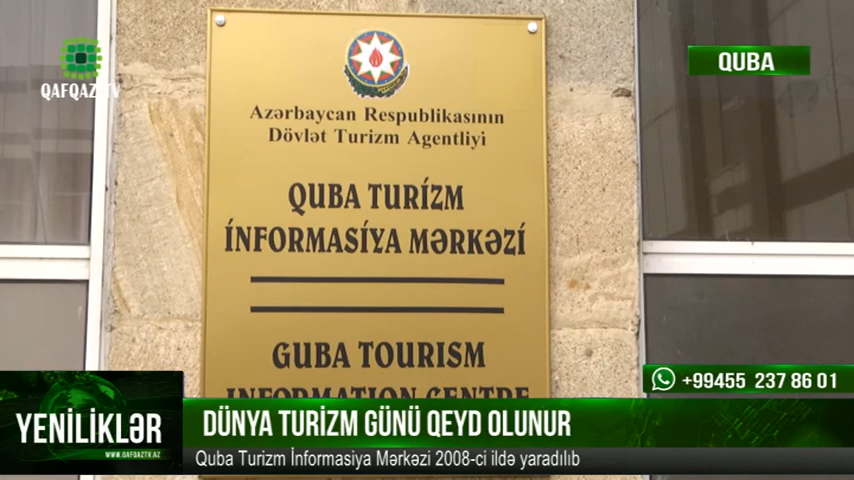 QAFQAZ TV
QUBA
Azərbaycan Respublikasının
Dövlət Turizm Agentliyi
QUBA TURİZM
İNFORMASİYA MƏRKƏZİ
GUBA TOURISM
INFORMATION CENTRE
+99455 237 86 01
YENİLİKLƏR
WWW.QAFQAZTV.AZ
DÜNYA TURİZM GÜNÜ QEYD OLUNUR
Quba Turizm İnformasiya Mərkəzi 2008-ci ildə yaradılıb